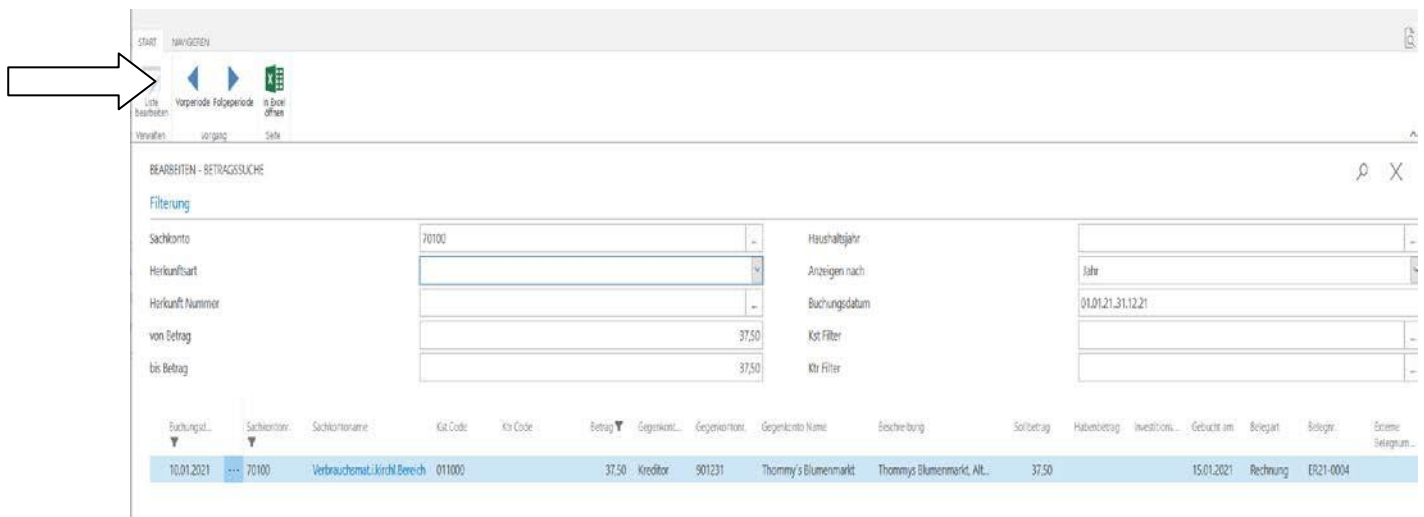 START NAVIGIEREN
Liste Vorperiode Folgeperiode In Excel
bearbeiten öffnen
Verwalten Vorgang Seite
BEARBEITEN - BETRAGSSUCHE
Filterung
Sachkonto 70100 ... Haushaltsjahr ...
Herkunftsart Anzeigen nach Jahr
Herkunft Nummer ... Buchungsdatum 01.01.21..31.12.21
von Betrag 37,50 Kst Filter ...
bis Betrag 37,50 Ktr Filter ...
Buchungsd... Sachkontonr. Sachkontoname Kst Code Ktr Code Betrag Gegenkont... Gegenkontonr. Gegenkonto Name Beschreibung Sollbetrag Habenbetrag Investitions... Gebucht am Belegart Belegnr. Externe
Belegnum...
10.01.2021 ... 70100 Verbrauchsmat.i.kirchl.Bereich 011000 37,50 Kreditor 901231 Thommy's Blumenmarkt Thommys Blumenmarkt, Alt... 37,50 15.01.2021 Rechnung ER21-0004